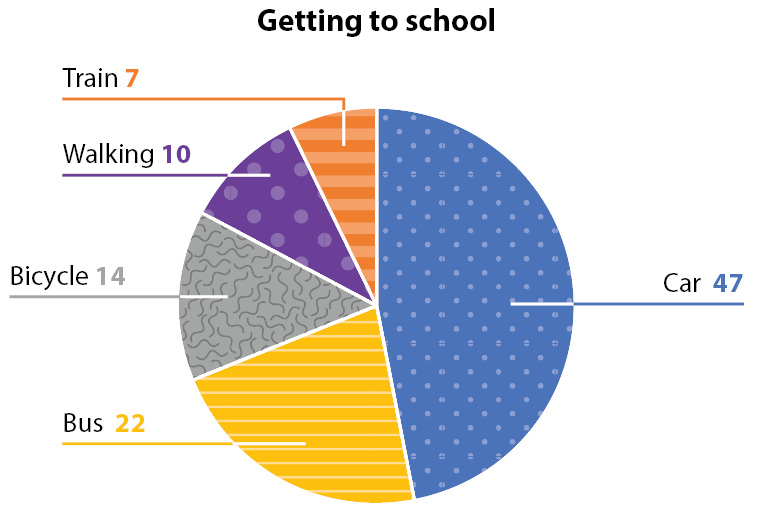 Getting to school
Train 7
Walking 10
Bicycle 14
Car 47
Bus 22